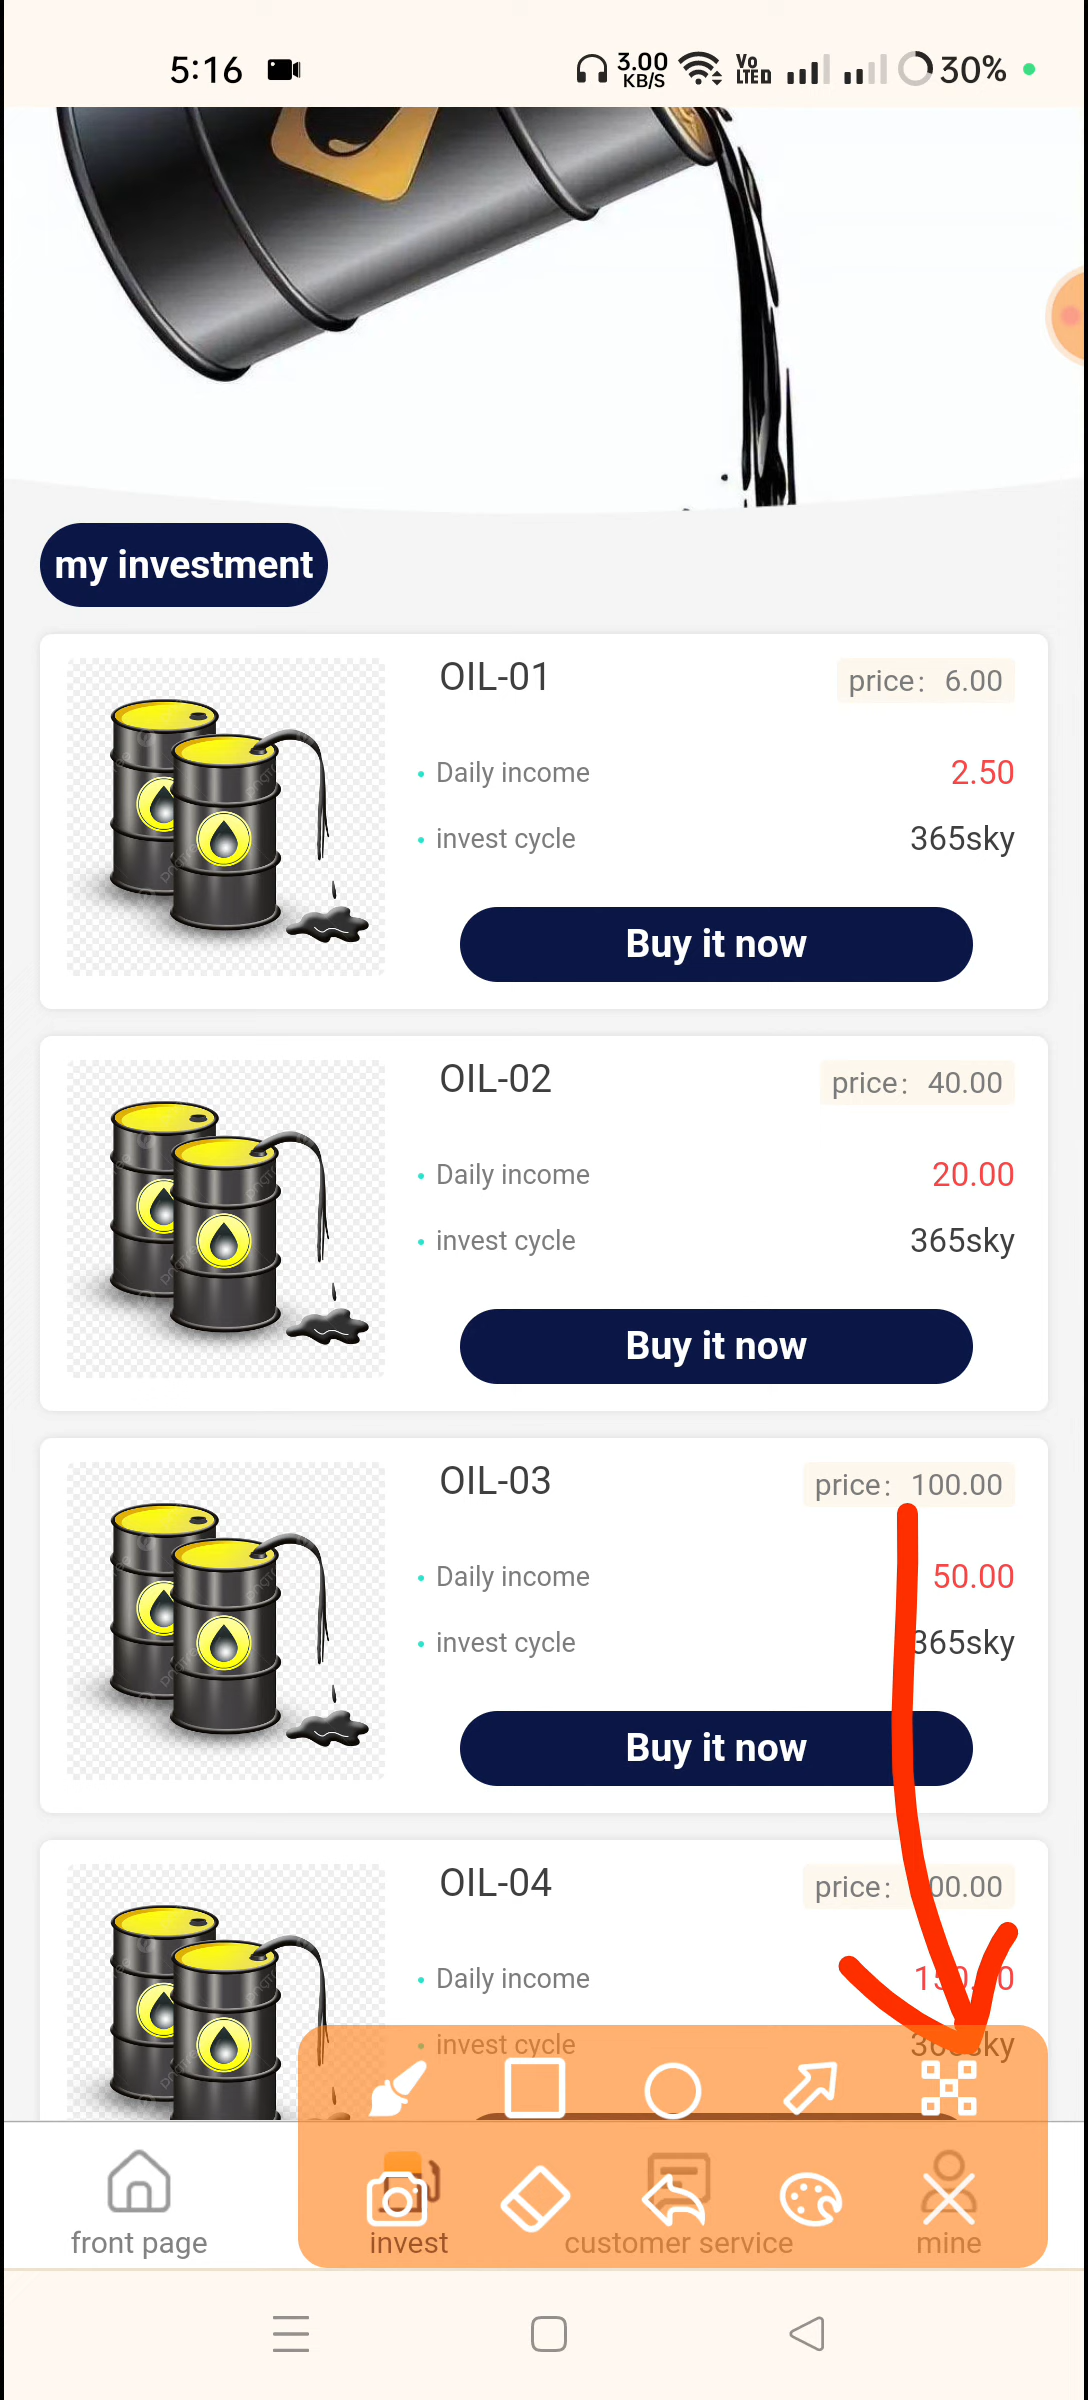 5:16 3.00 KB/S Vo LTE 30%
my investment
OIL-01 price: 6.00
Daily income 2.50
invest cycle 365sky
Buy it now
OIL-02 price: 40.00
Daily income 20.00
invest cycle 365sky
Buy it now
OIL-03 price: 100.00
Daily income 50.00
invest cycle 365sky
Buy it now
OIL-04 price:
Daily income
invest cycle
front page invest customer service mine